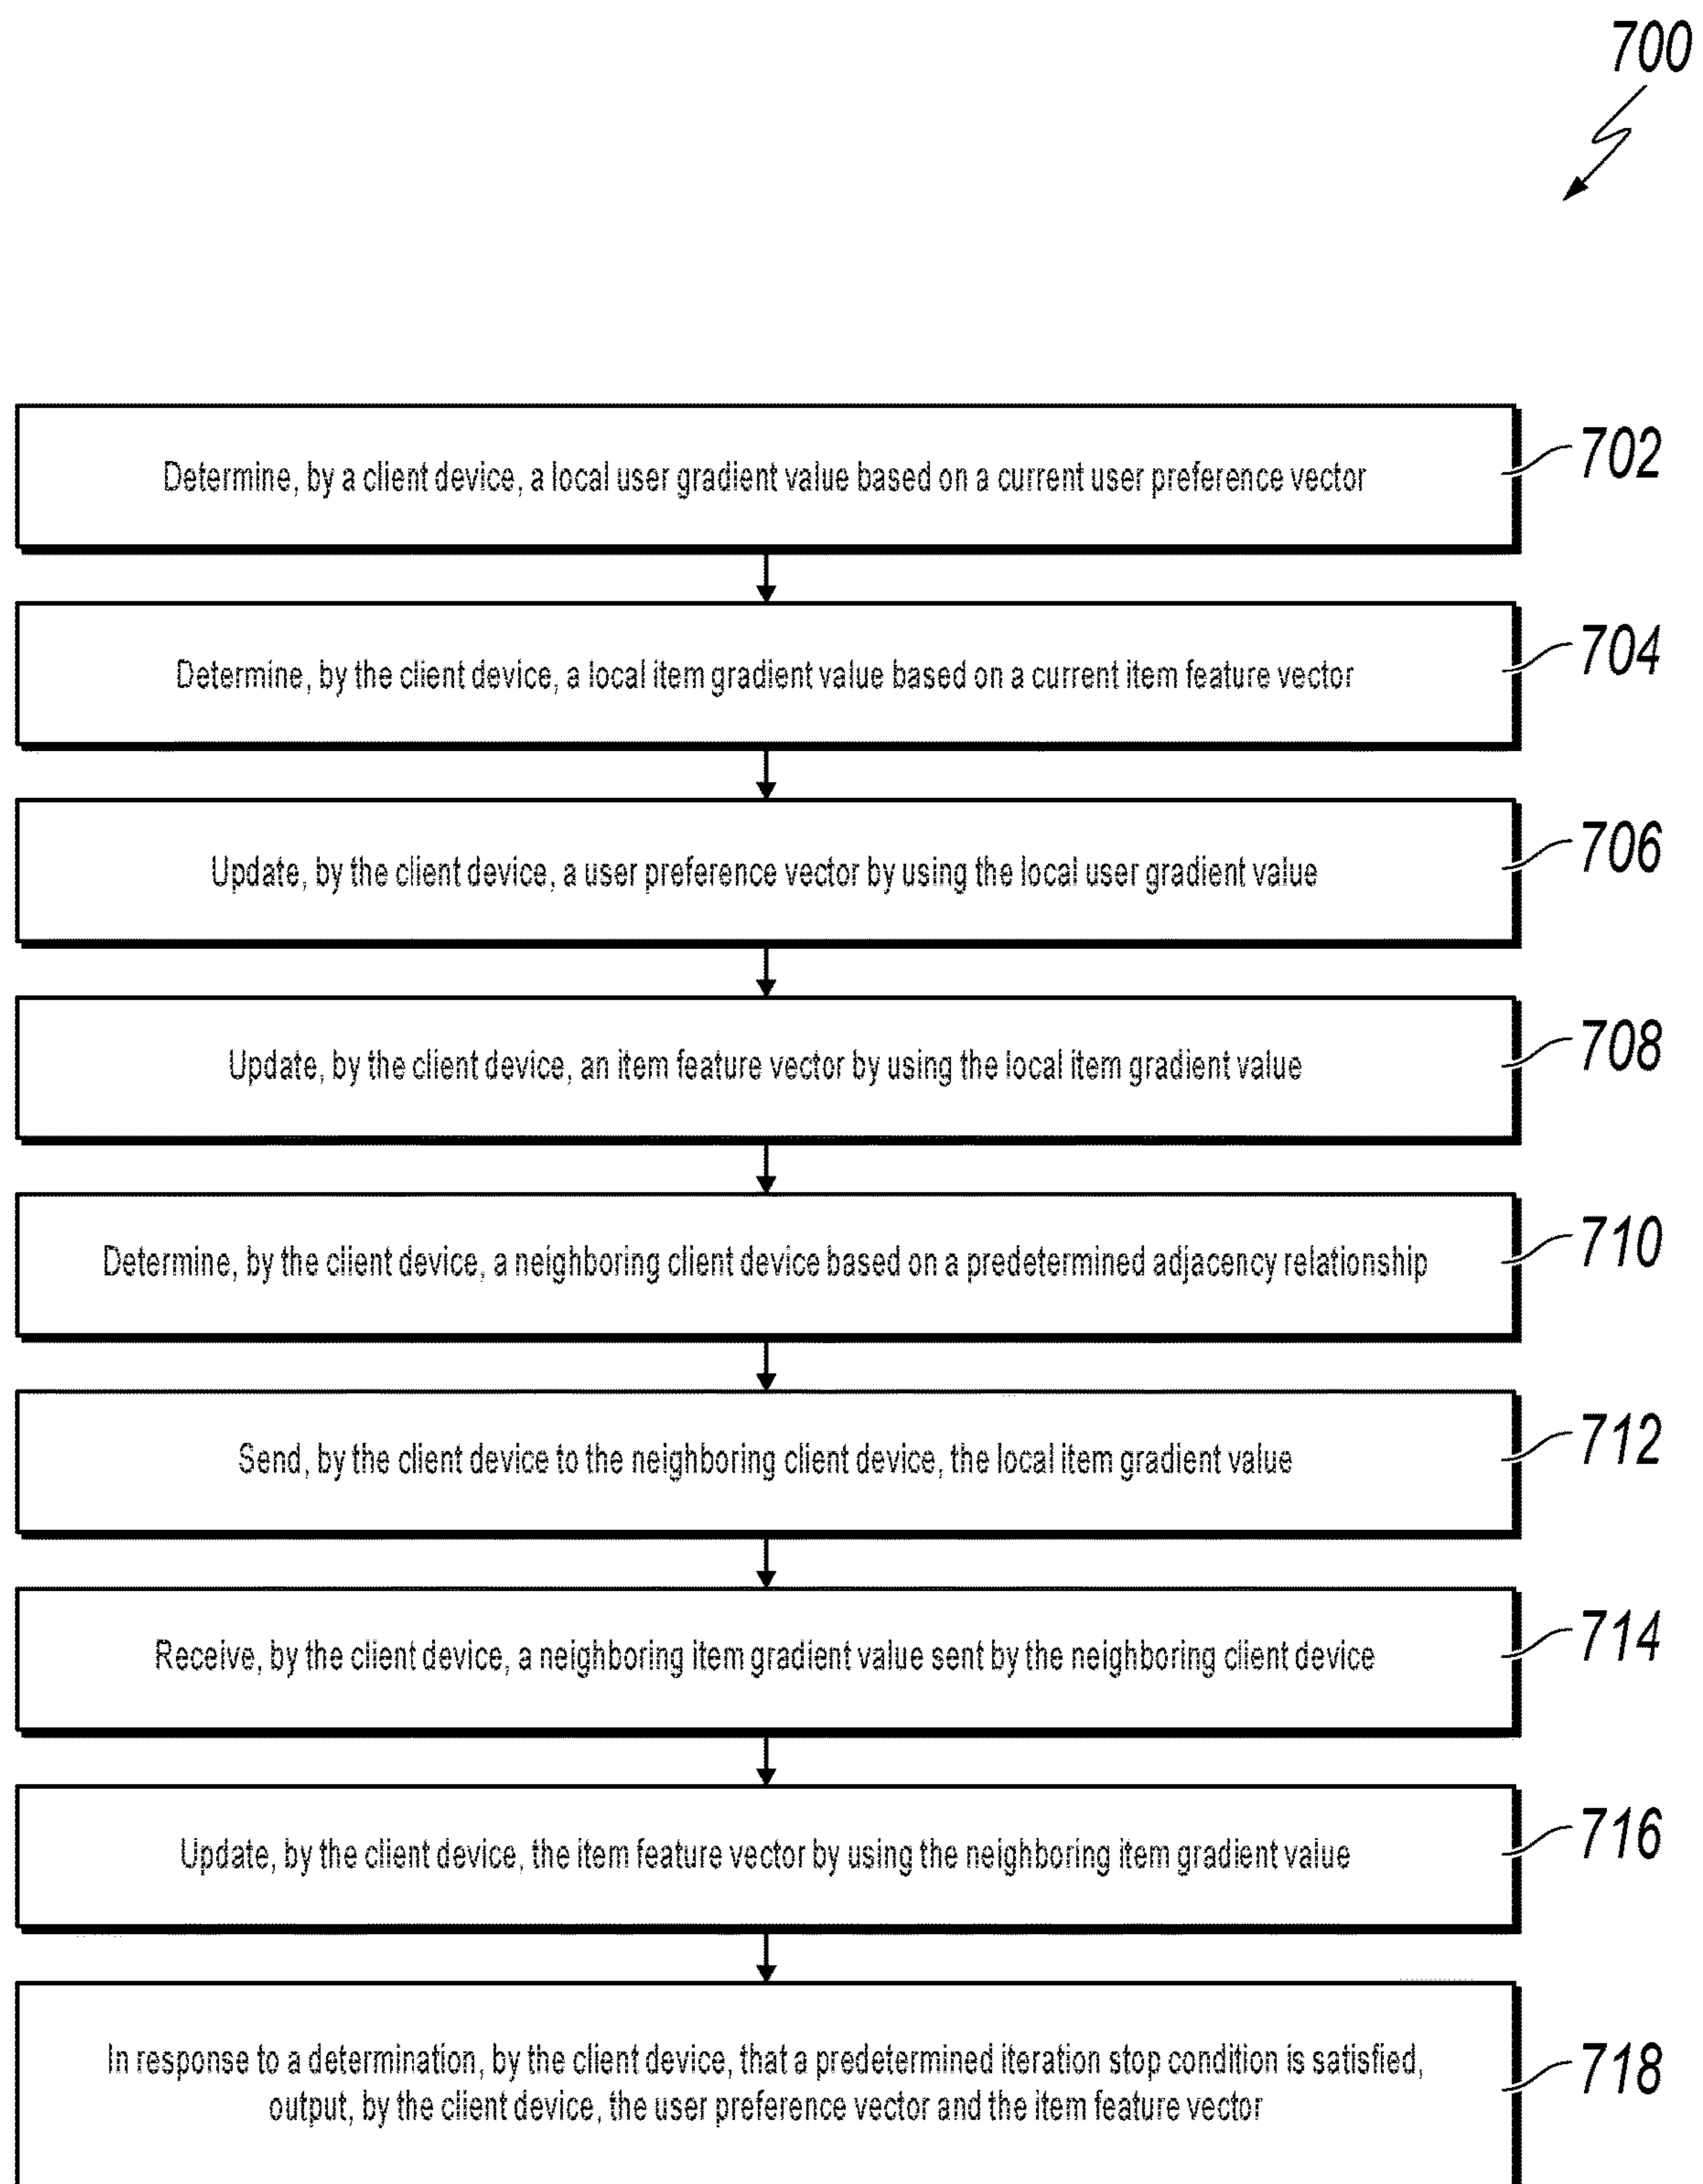 700
Determine, by a client device, a local user gradient value based on a current user preference vector
702
Determine, by the client device, a local item gradient value based on a current item feature vector
704
Update, by the client device, a user preference vector by using the local user gradient value
706
Update, by the client device, an item feature vector by using the local item gradient value
708
Determine, by the client device, a neighboring client device based on a predetermined adjacency relationship
710
Send, by the client device to the neighboring client device, the local item gradient value
712
Receive, by the client device, a neighboring item gradient value sent by the neighboring client device
714
Update, by the client device, the item feature vector by using the neighboring item gradient value
716
In response to a determination, by the client device, that a predetermined iteration stop condition is satisfied,
output, by the client device, the user preference vector and the item feature vector
718